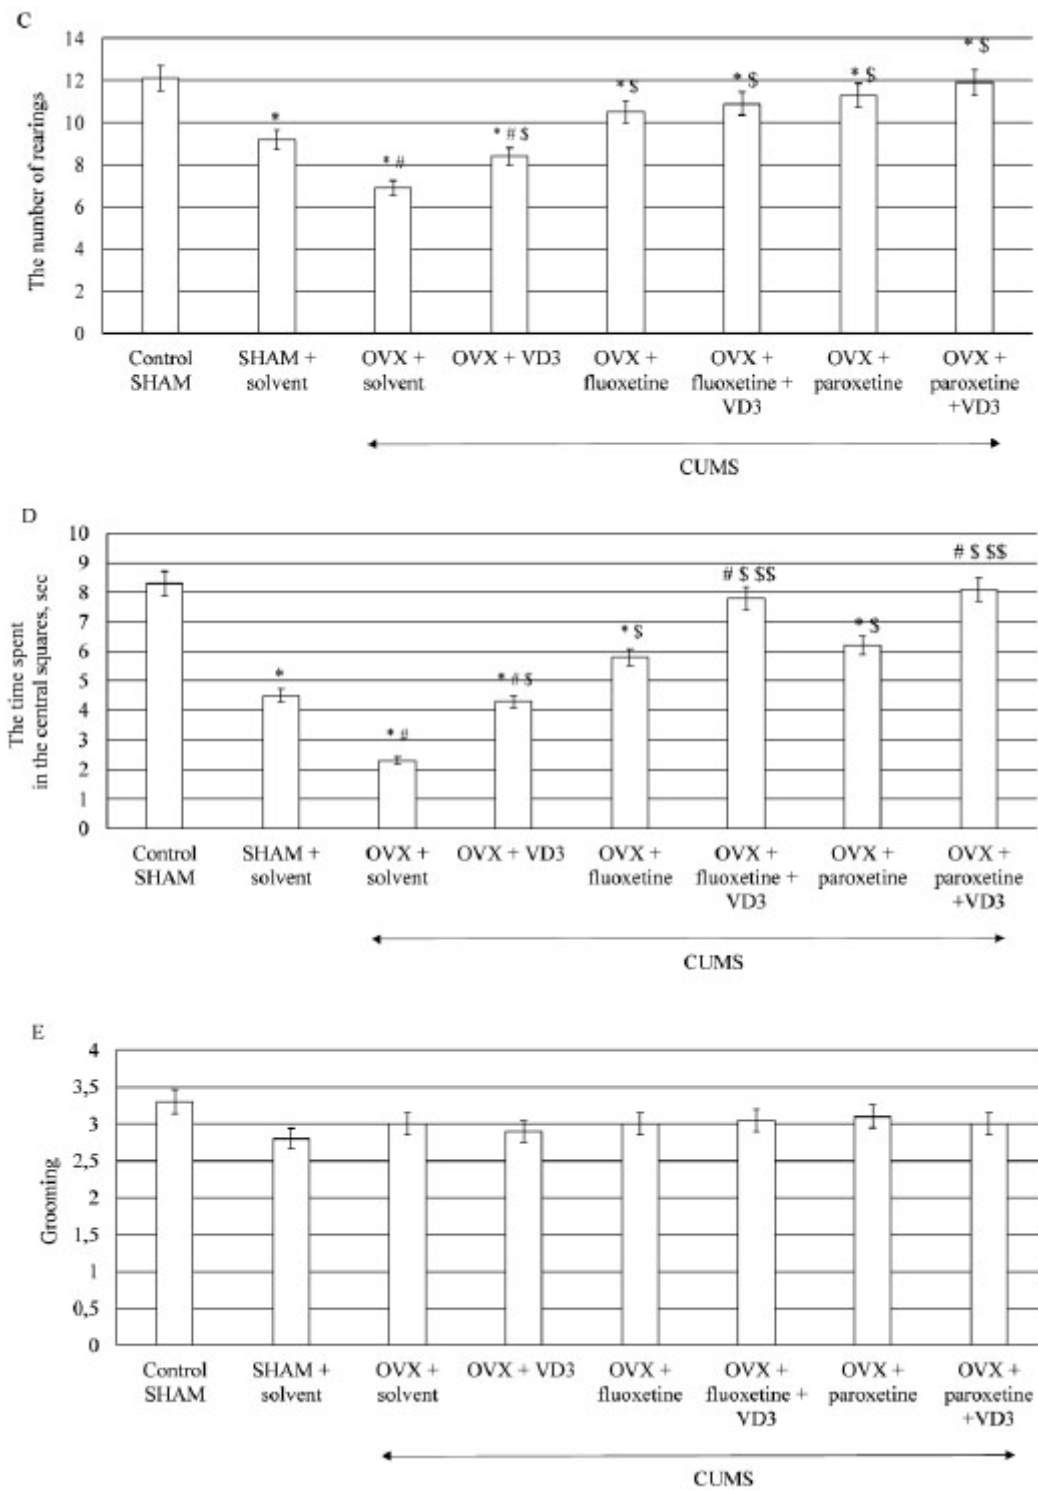 C
The number of rearings
14
12
10
8
6
4
2
0
* * # * # $ * $ * $ * $ * $
Control SHAM + OVX + OVX + VD3 OVX + OVX + OVX + OVX +
SHAM solvent solvent fluoxetine fluoxetine + paroxetine paroxetine
VD3 +VD3
CUMS
D
The time spent
in the central squares, sec
10
9
8
7
6
5
4
3
2
1
0
* * # * # $ * $ # $ $$ * $ # $ $$
Control SHAM + OVX + OVX + VD3 OVX + OVX + OVX + OVX +
SHAM solvent solvent fluoxetine fluoxetine + paroxetine paroxetine
VD3 +VD3
CUMS
E
Grooming
4
3,5
3
2,5
2
1,5
1
0,5
0
Control SHAM + OVX + OVX + VD3 OVX + OVX + OVX + OVX +
SHAM solvent solvent fluoxetine fluoxetine + paroxetine paroxetine
VD3 +VD3
CUMS